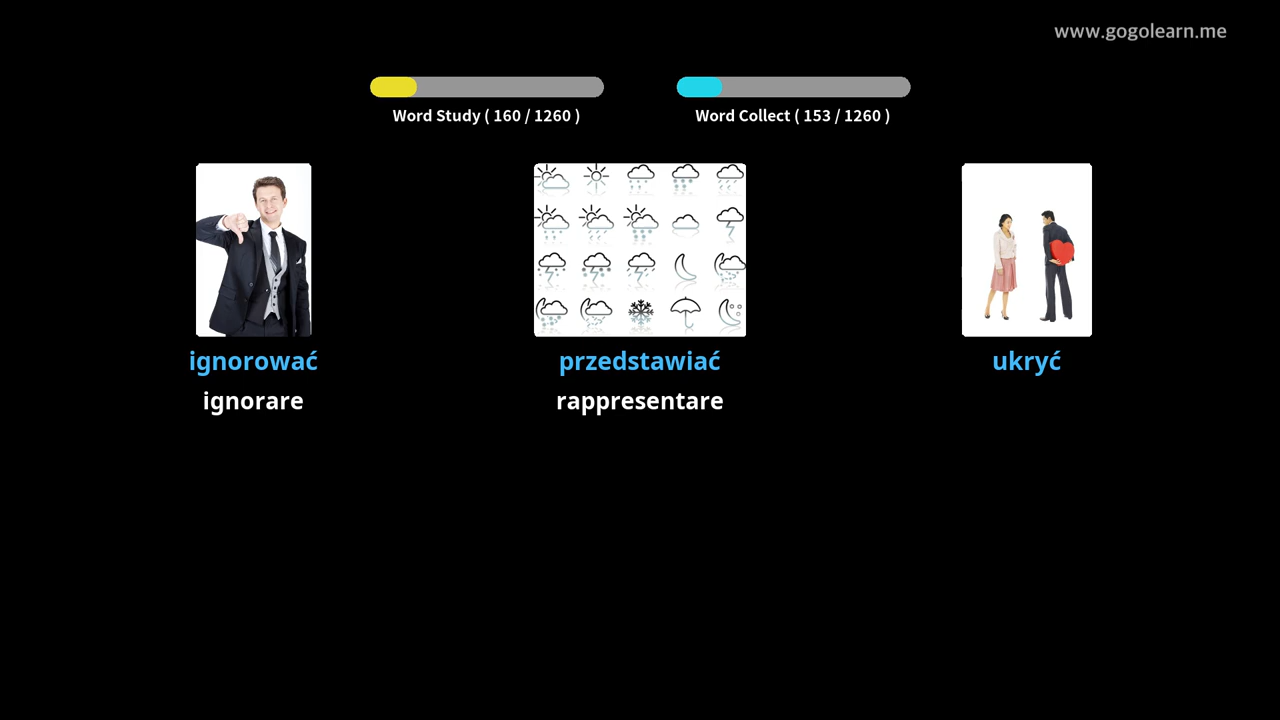 www.gogolearn.me
Word Study ( 160 / 1260 )
Word Collect ( 153 / 1260 )
ignorować
przedstawiać
ukryć
ignorare
rappresentare